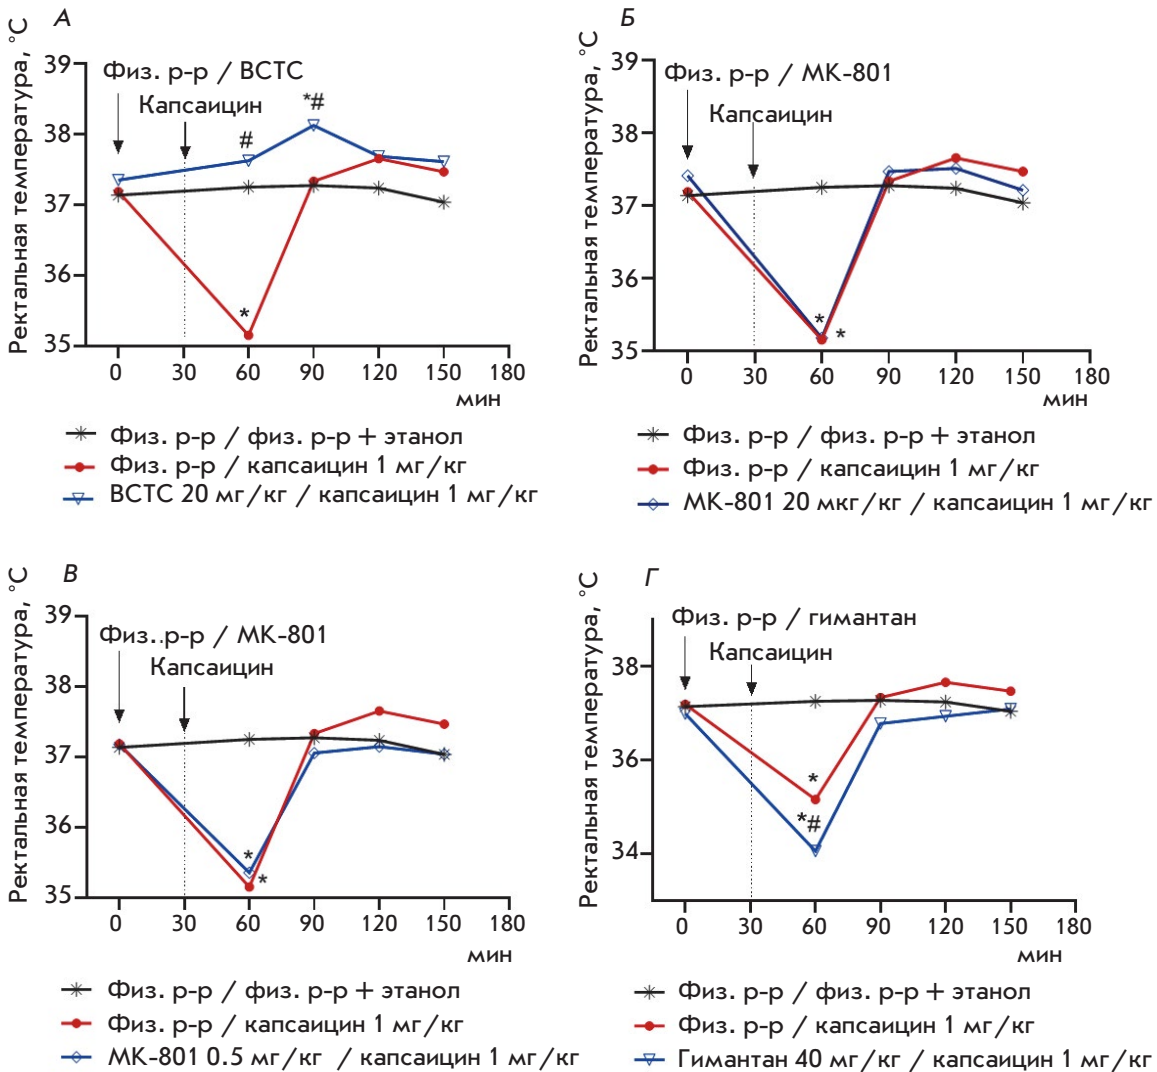 А
Ректальная температура, °С
39
38
37
36
35
Физ. р-р / ВСТС
Капсаицин
#
*#
*
0 30 60 90 120 150 180
мин
Физ. р-р / физ. р-р + этанол
Физ. р-р / капсаицин 1 мг/кг
ВСТС 20 мг/кг / капсаицин 1 мг/кг
Б
Ректальная температура, °С
39
38
37
36
35
Физ. р-р / МК-801
Капсаицин
*
*
0 30 60 90 120 150 180
мин
Физ. р-р / физ. р-р + этанол
Физ. р-р / капсаицин 1 мг/кг
МК-801 20 мкг/кг / капсаицин 1 мг/кг
В
Ректальная температура, °С
39
38
37
36
35
Физ..р-р / МК-801
Капсаицин
*
*
0 30 60 90 120 150 180
мин
Физ. р-р / физ. р-р + этанол
Физ. р-р / капсаицин 1 мг/кг
МК-801 0.5 мг/кг / капсаицин 1 мг/кг
Г
Ректальная температура, °С
38
36
34
Физ. р-р / гимантан
Капсаицин
*
*#
0 30 60 90 120 150 180
мин
Физ. р-р / физ. р-р + этанол
Физ. р-р / капсаицин 1 мг/кг
Гимантан 40 мг/кг / капсаицин 1 мг/кг